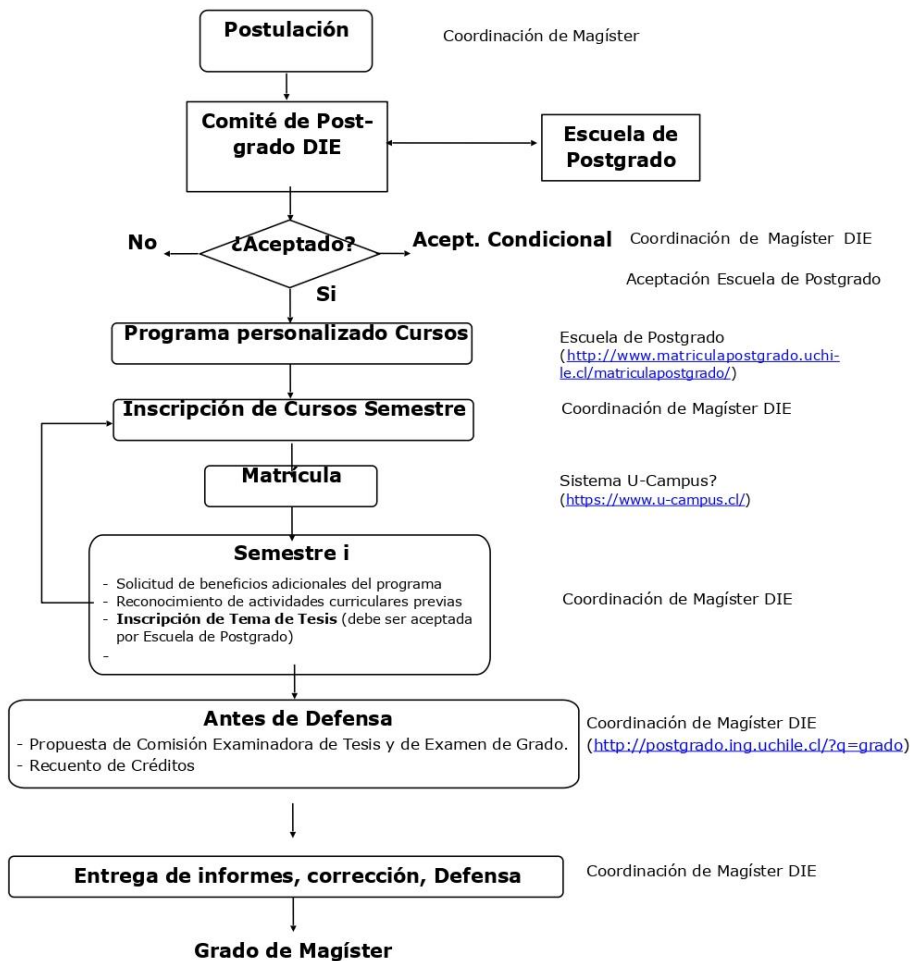 Postulación
Coordinación de Magíster
Comité de Post-
grado DIE
Escuela de
Postgrado
No
¿Aceptado?
Acept. Condicional
Coordinación de Magíster DIE
Aceptación Escuela de Postgrado
Si
Programa personalizado Cursos
Escuela de Postgrado
(http://www.matriculapostgrado.uchi-
le.cl/matriculapostgrado/)
Inscripción de Cursos Semestre
Coordinación de Magíster DIE
Matrícula
Sistema U-Campus?
(https://www.u-campus.cl/)
Semestre i
- Solicitud de beneficios adicionales del programa
- Reconocimiento de actividades curriculares previas
- Inscripción de Tema de Tesis (debe ser aceptada
por Escuela de Postgrado)
-
Coordinación de Magíster DIE
Antes de Defensa
- Propuesta de Comisión Examinadora de Tesis y de Examen de Grado.
- Recuento de Créditos
Coordinación de Magíster DIE
(http://postgrado.ing.uchile.cl/?q=grado)
Entrega de informes, corrección, Defensa
Coordinación de Magíster DIE
Grado de Magíster